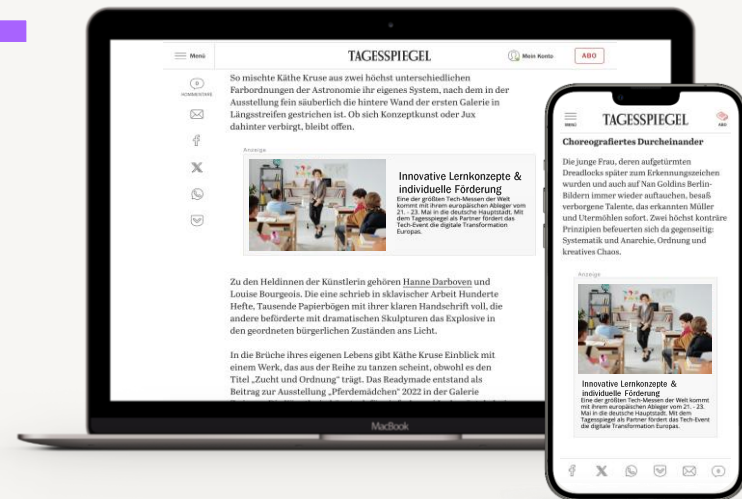 Menü
TAGESSPIEGEL
Mein Konto
ABO
0
KOMMENTARE
So mischte Käthe Kruse aus zwei höchst unterschiedlichen
Farbordnungen der Astronomie ihr eigenes System, nach dem in der
Ausstellung fein säuberlich die hintere Wand der ersten Galerie in
Längsstreifen gestrichen ist. Ob sich Konzeptkunst oder Jux
dahinter verbirgt, bleibt offen.
Anzeige
Innovative Lernkonzepte &
individuelle Förderung
Eine der größten Tech-Messen der Welt
kommt mit ihrem europäischen Ableger vom
21. - 23. Mai in die deutsche Hauptstadt. Mit
dem Tagesspiegel als Partner fördert das
Tech-Event die digitale Transformation
Europas.
Zu den Heldinnen der Künstlerin gehören Hanne Darboven und
Louise Bourgeois. Die eine schrieb in sklavischer Arbeit Hunderte
Hefte, Tausende Papierbögen mit ihrer klaren Handschrift voll, die
andere beförderte mit dramatischen Skulpturen das Explosive in
den geordneten bürgerlichen Zuständen ans Licht.
In die Brüche ihres eigenen Lebens gibt Käthe Kruse Einblick mit
einem Werk, das aus der Reihe zu tanzen scheint, obwohl es den
Titel „Zucht und Ordnung“ trägt. Das Readymade entstand als
Beitrag zur Ausstellung „Pferdemädchen“ 2022 in der Galerie
MacBook
MENÜ
TAGESSPIEGEL
ABO
Choreografiertes Durcheinander
Die junge Frau, deren aufgetürmten
Dreadlocks später zum Erkennungszeichen
wurden und auch auf Nan Goldins Berlin-
Bildern immer wieder auftauchen, besaß
verborgene Talente, das erkannten Müller
und Utermöhlen sofort. Zwei höchst konträre
Prinzipien befeuerten sich da gegenseitig:
Systematik und Anarchie, Ordnung und
kreatives Chaos.
Anzeige
Innovative Lernkonzepte &
individuelle Förderung
Eine der größten Tech-Messen der Welt kommt
mit ihrem europäischen Ableger vom 21. - 23.
Mai in die deutsche Hauptstadt. Mit dem
Tagesspiegel als Partner fördert das Tech-Event
die digitale Transformation Europas.
0